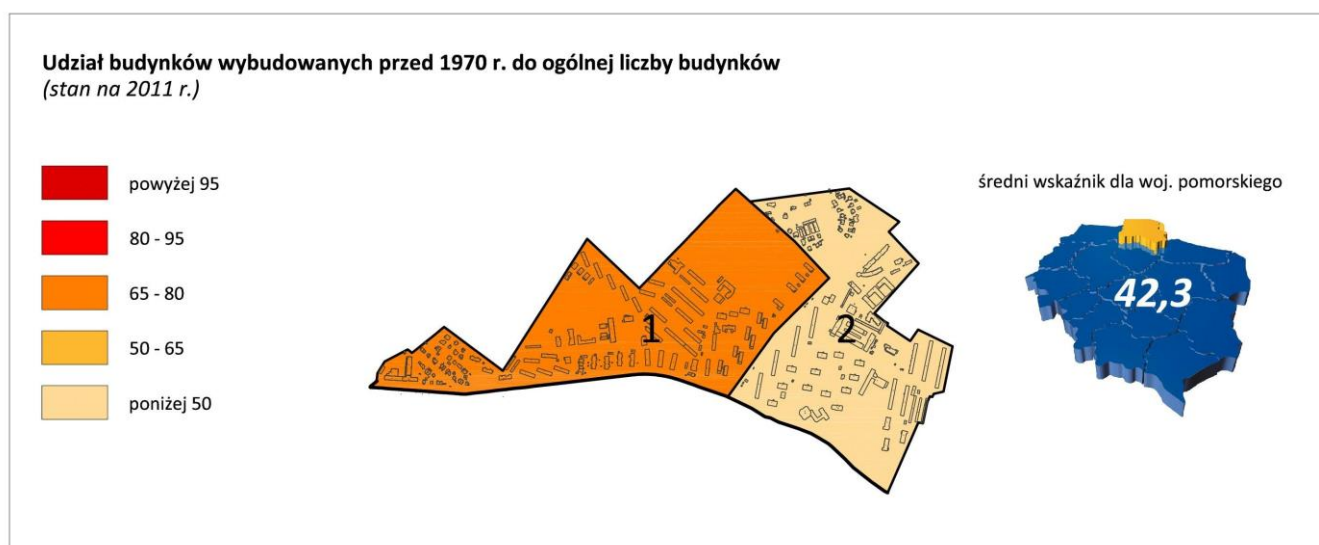 Udział budynków wybudowanych przed 1970 r. do ogólnej liczby budynków
(stan na 2011 r.)
powyżej 95
80 - 95
65 - 80
50 - 65
poniżej 50
1
2
średni wskaźnik dla woj. pomorskiego
42,3